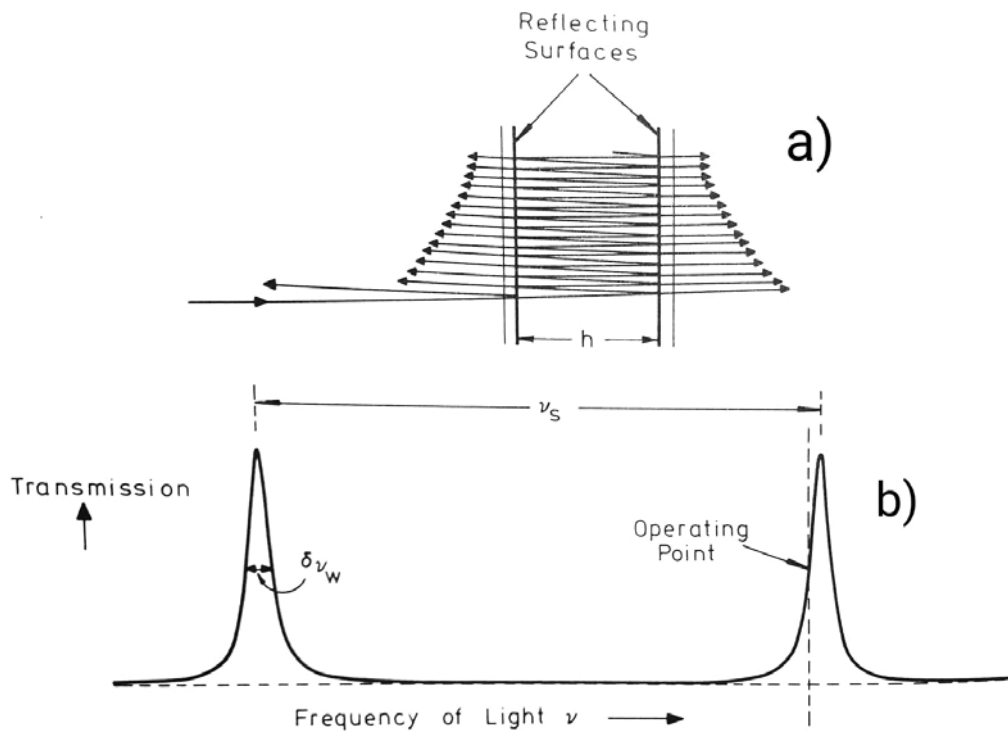 Reflecting
Surfaces
a)
h
ν_S
Transmission
δν_W
b)
Operating
Point
Frequency of Light ν